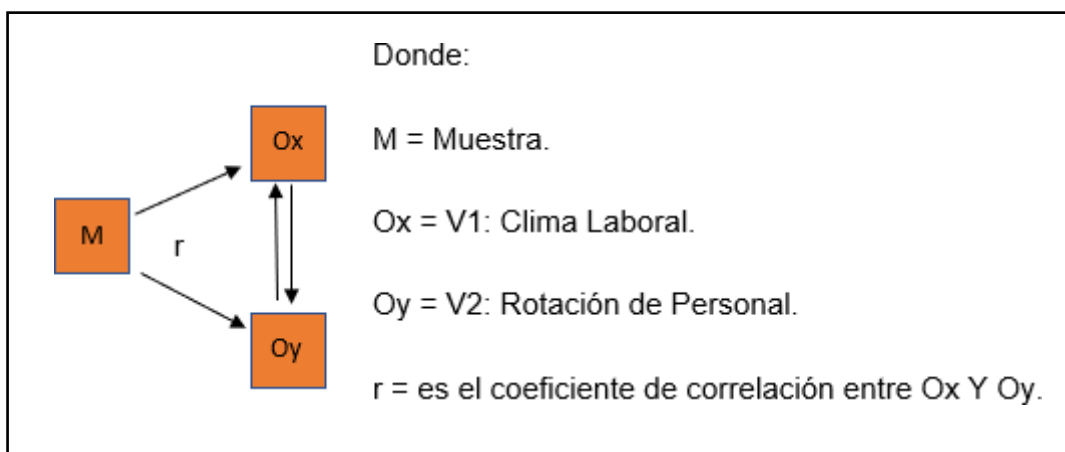 Donde:
Ox
M = Muestra.
M
Ox = V1: Clima Laboral.
r
Oy = V2: Rotación de Personal.
Oy
r = es el coeficiente de correlación entre Ox Y Oy.